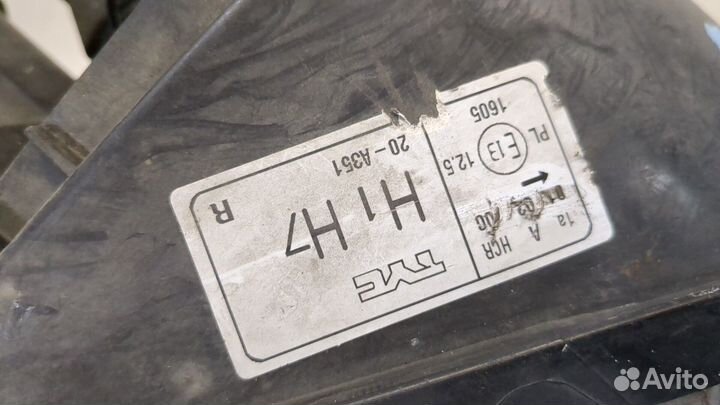 1a A HCR
PL E13 12.5
1605
TYC
H1 H7
R
20-A351
Avito